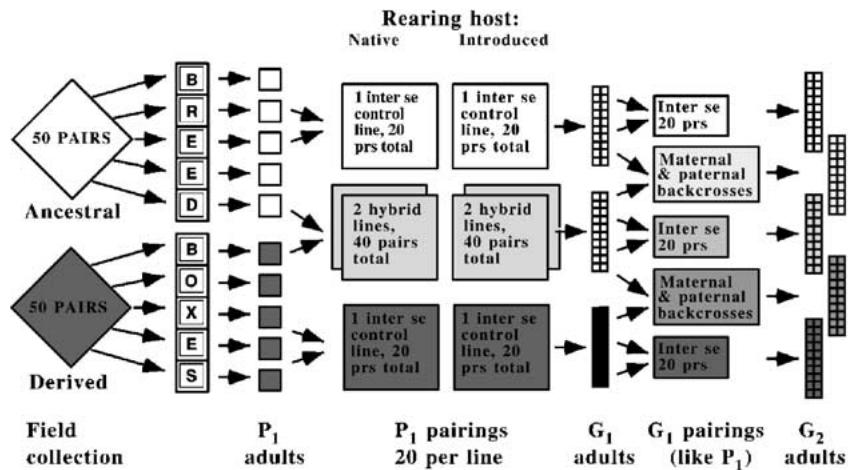 Rearing host:
Native
Introduced
50 PAIRS
Ancestral
B
R
E
E
D
50 PAIRS
Derived
B
O
X
E
S
1 inter se
control
line, 20
prs total
1 inter se
control
line, 20
prs total
2 hybrid
lines,
40 pairs
total
2 hybrid
lines,
40 pairs
total
1 inter se
control
line, 20
prs total
1 inter se
control
line, 20
prs total
Inter se
20 prs
Maternal
& paternal
backcrosses
Inter se
20 prs
Maternal
& paternal
backcrosses
Inter se
20 prs
Field
collection
P1
adults
P1 pairings
20 per line
G1
adults
G1 pairings
(like P1)
G2
adults